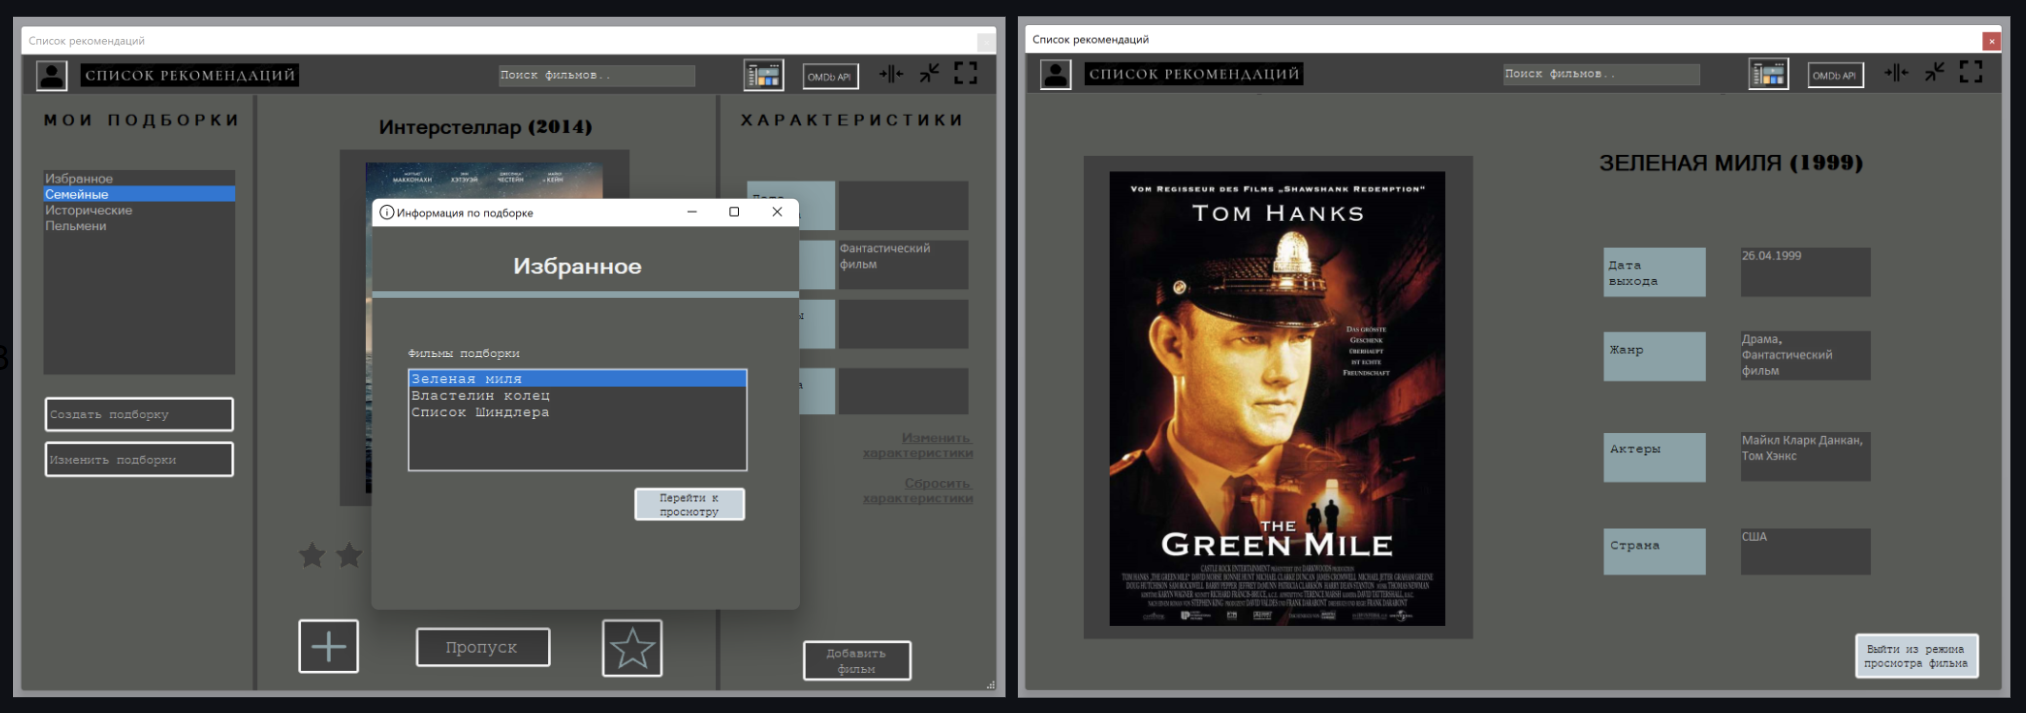 Список рекомендаций
СПИСОК РЕКОМЕНДАЦИЙ
Поиск фильмов..
OMDb API
МОИ ПОДБОРКИ
Избранное
Семейные
Исторические
Пельмени
Создать подборку
Изменить подборки
Интерстеллар (2014)
МАККОНАХИ ХЭТЭУЭЙ ЧЕСТЕЙН КЕЙН
Информация по подборке
Избранное
Фильмы подборки
Зеленая миля
Властелин колец
Список Шиндлера
Перейти к
просмотру
Пропуск
ХАРАКТЕРИСТИКИ
Фантастический
фильм
Изменить
характеристики
Сбросить
характеристики
Добавить
фильм
Список рекомендаций
СПИСОК РЕКОМЕНДАЦИЙ
Поиск фильмов..
OMDb API
VOM REGISSEUR DES FILMS „SHAWSHANK REDEMPTION"
TOM HANKS
DAS GRÖSSTE
GESCHENK
ÜBERHAUPT
IST ECHTE
FREUNDSCHAFT
THE
GREEN MILE
ЗЕЛЕНАЯ МИЛЯ (1999)
Дата
выхода
26.04.1999
Жанр
Драма,
Фантастический
фильм
Актеры
Майкл Кларк Данкан,
Том Хэнкс
Страна
США
Выйти из режима
просмотра фильма